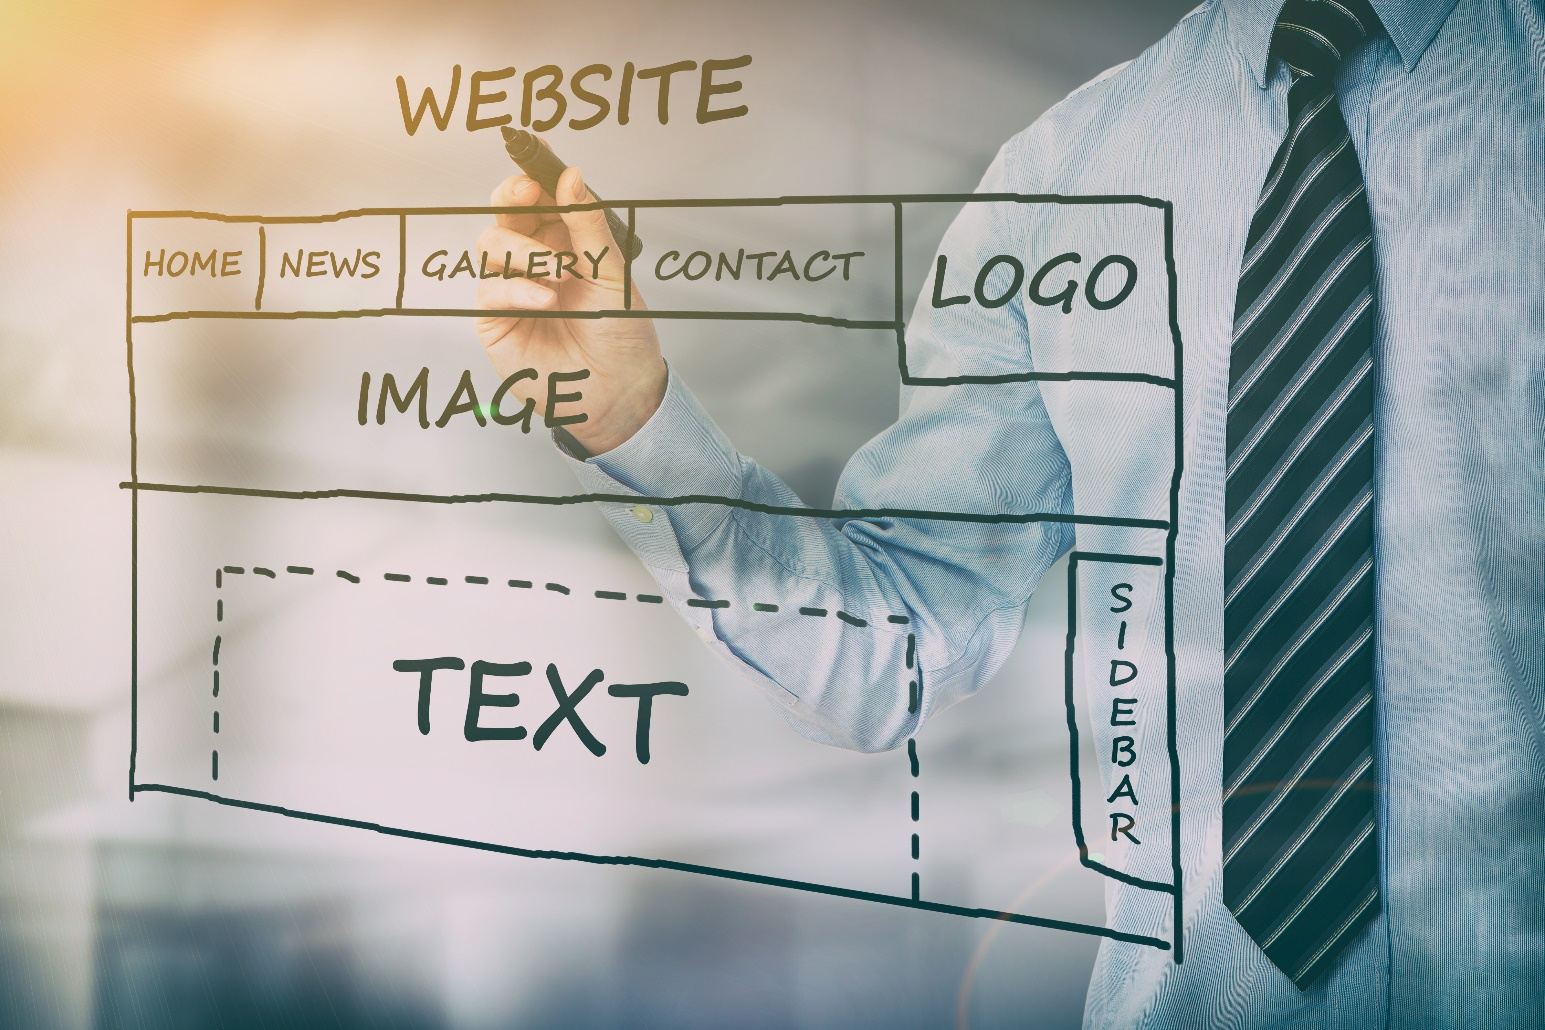 WEBSITE
HOME NEWS GALLERY CONTACT LOGO
IMAGE
TEXT
SIDEBAR